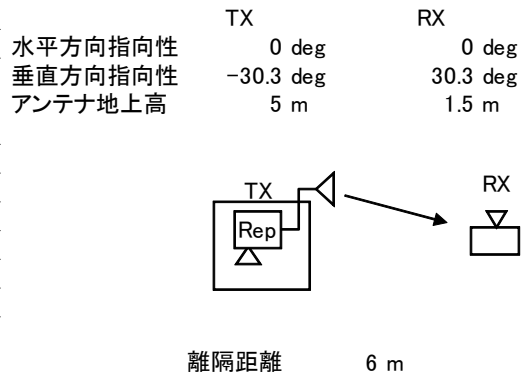 TX RX
水平方向指向性 0 deg 0 deg
垂直方向指向性 -30.3 deg 30.3 deg
アンテナ地上高 5 m 1.5 m
TX RX
Rep
離隔距離 6 m